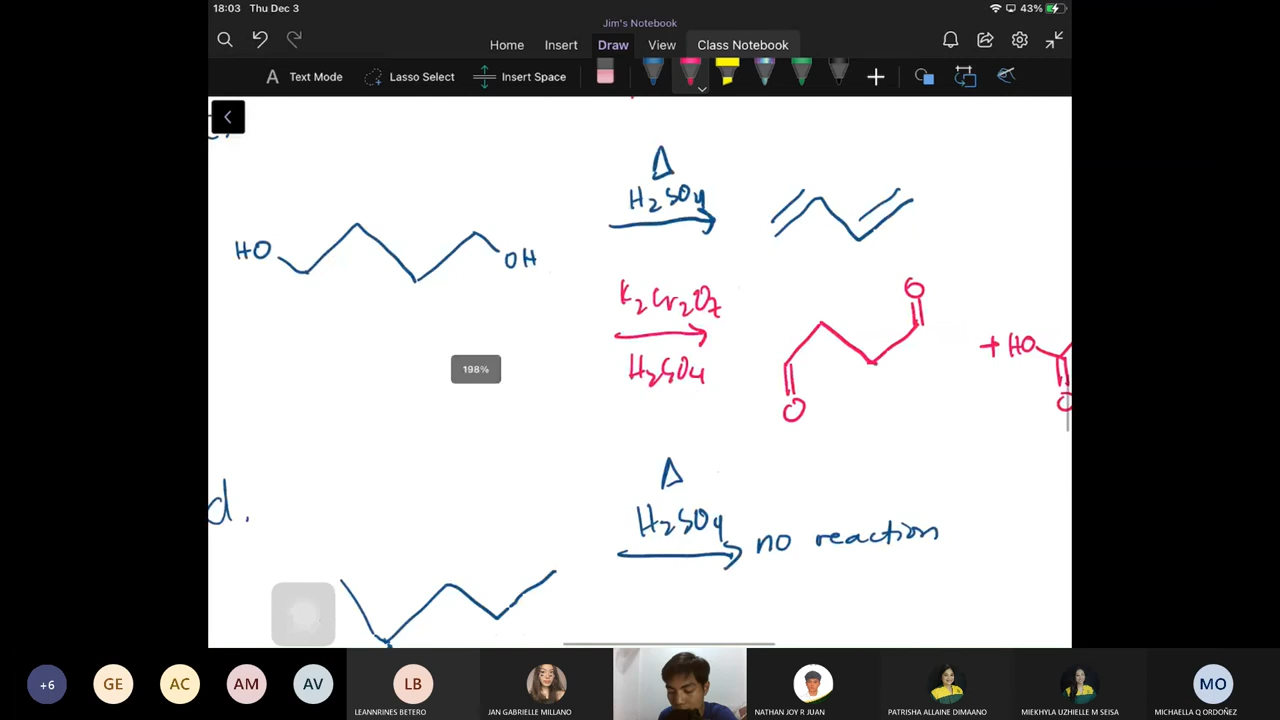 18:03 Thu Dec 3
43%
Jim's Notebook
Home Insert Draw View Class Notebook
Text Mode Lasso Select Insert Space
Δ
H2SO4
HO OH
K2Cr2O7
H2SO4
O
O
+ HO
O
198%
d.
Δ
H2SO4
no reaction
+6 GE AC AM AV LB MO
LEANNRINES BETERO JAN GABRIELLE MILLANO NATHAN JOY R JUAN PATRISHA ALLAINE DIMAANO MIEKHYLA UZHIELLE M SEISA MICHAELLA Q ORDOÑEZ